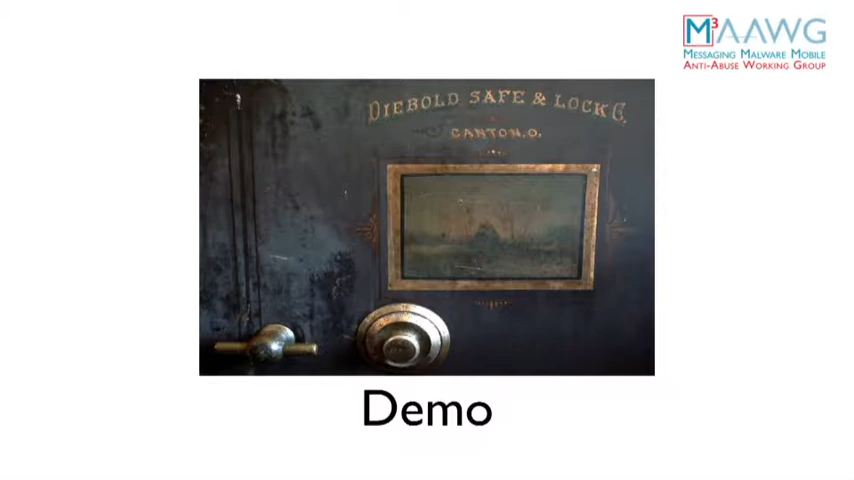 M³AAWG
MESSAGING MALWARE MOBILE
ANTI-ABUSE WORKING GROUP
DIEBOLD SAFE & LOCK Co.
CANTON. O.
Demo